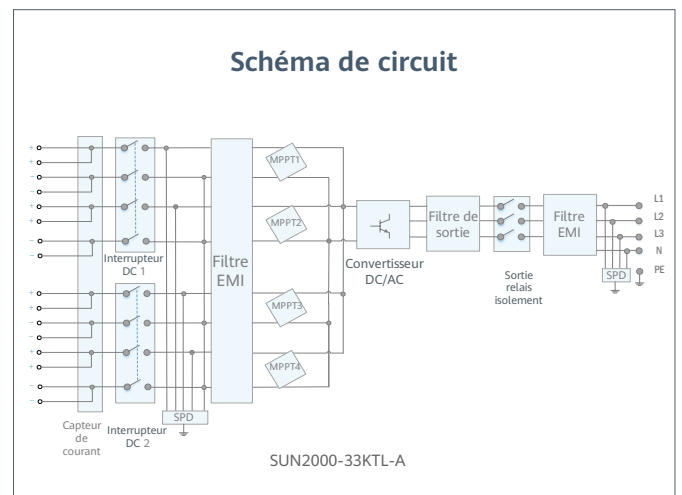 Schéma de circuit
+
+
−
−
+
+
−
−
+
+
−
−
+
+
−
−
MPPT1
MPPT2
MPPT3
MPPT4
Interrupteur
DC 1
Filtre
EMI
Convertisseur
DC/AC
Filtre de
sortie
Sortie
relais
isolement
Filtre
EMI
L1
L2
L3
N
PE
SPD
SPD
Capteur
de
courant
Interrupteur
DC 2
SUN2000-33KTL-A